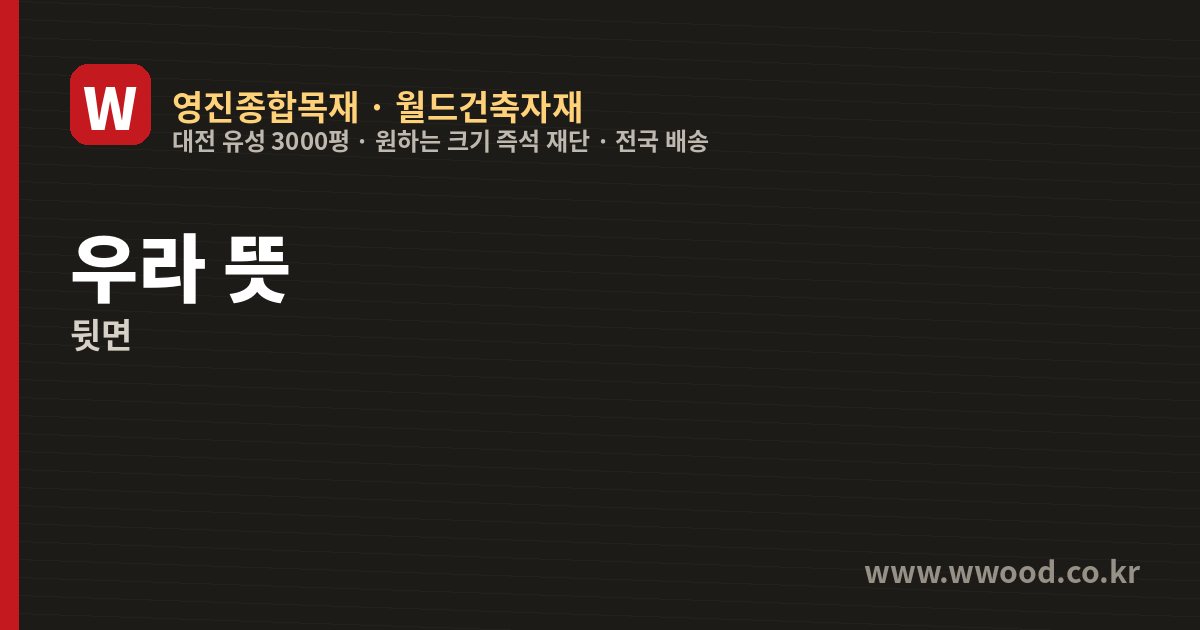 W
영진종합목재 · 월드건축자재
대전 유성 3000평 · 원하는 크기 즉석 재단 · 전국 배송
우라 뜻
뒷면
www.wwood.co.kr